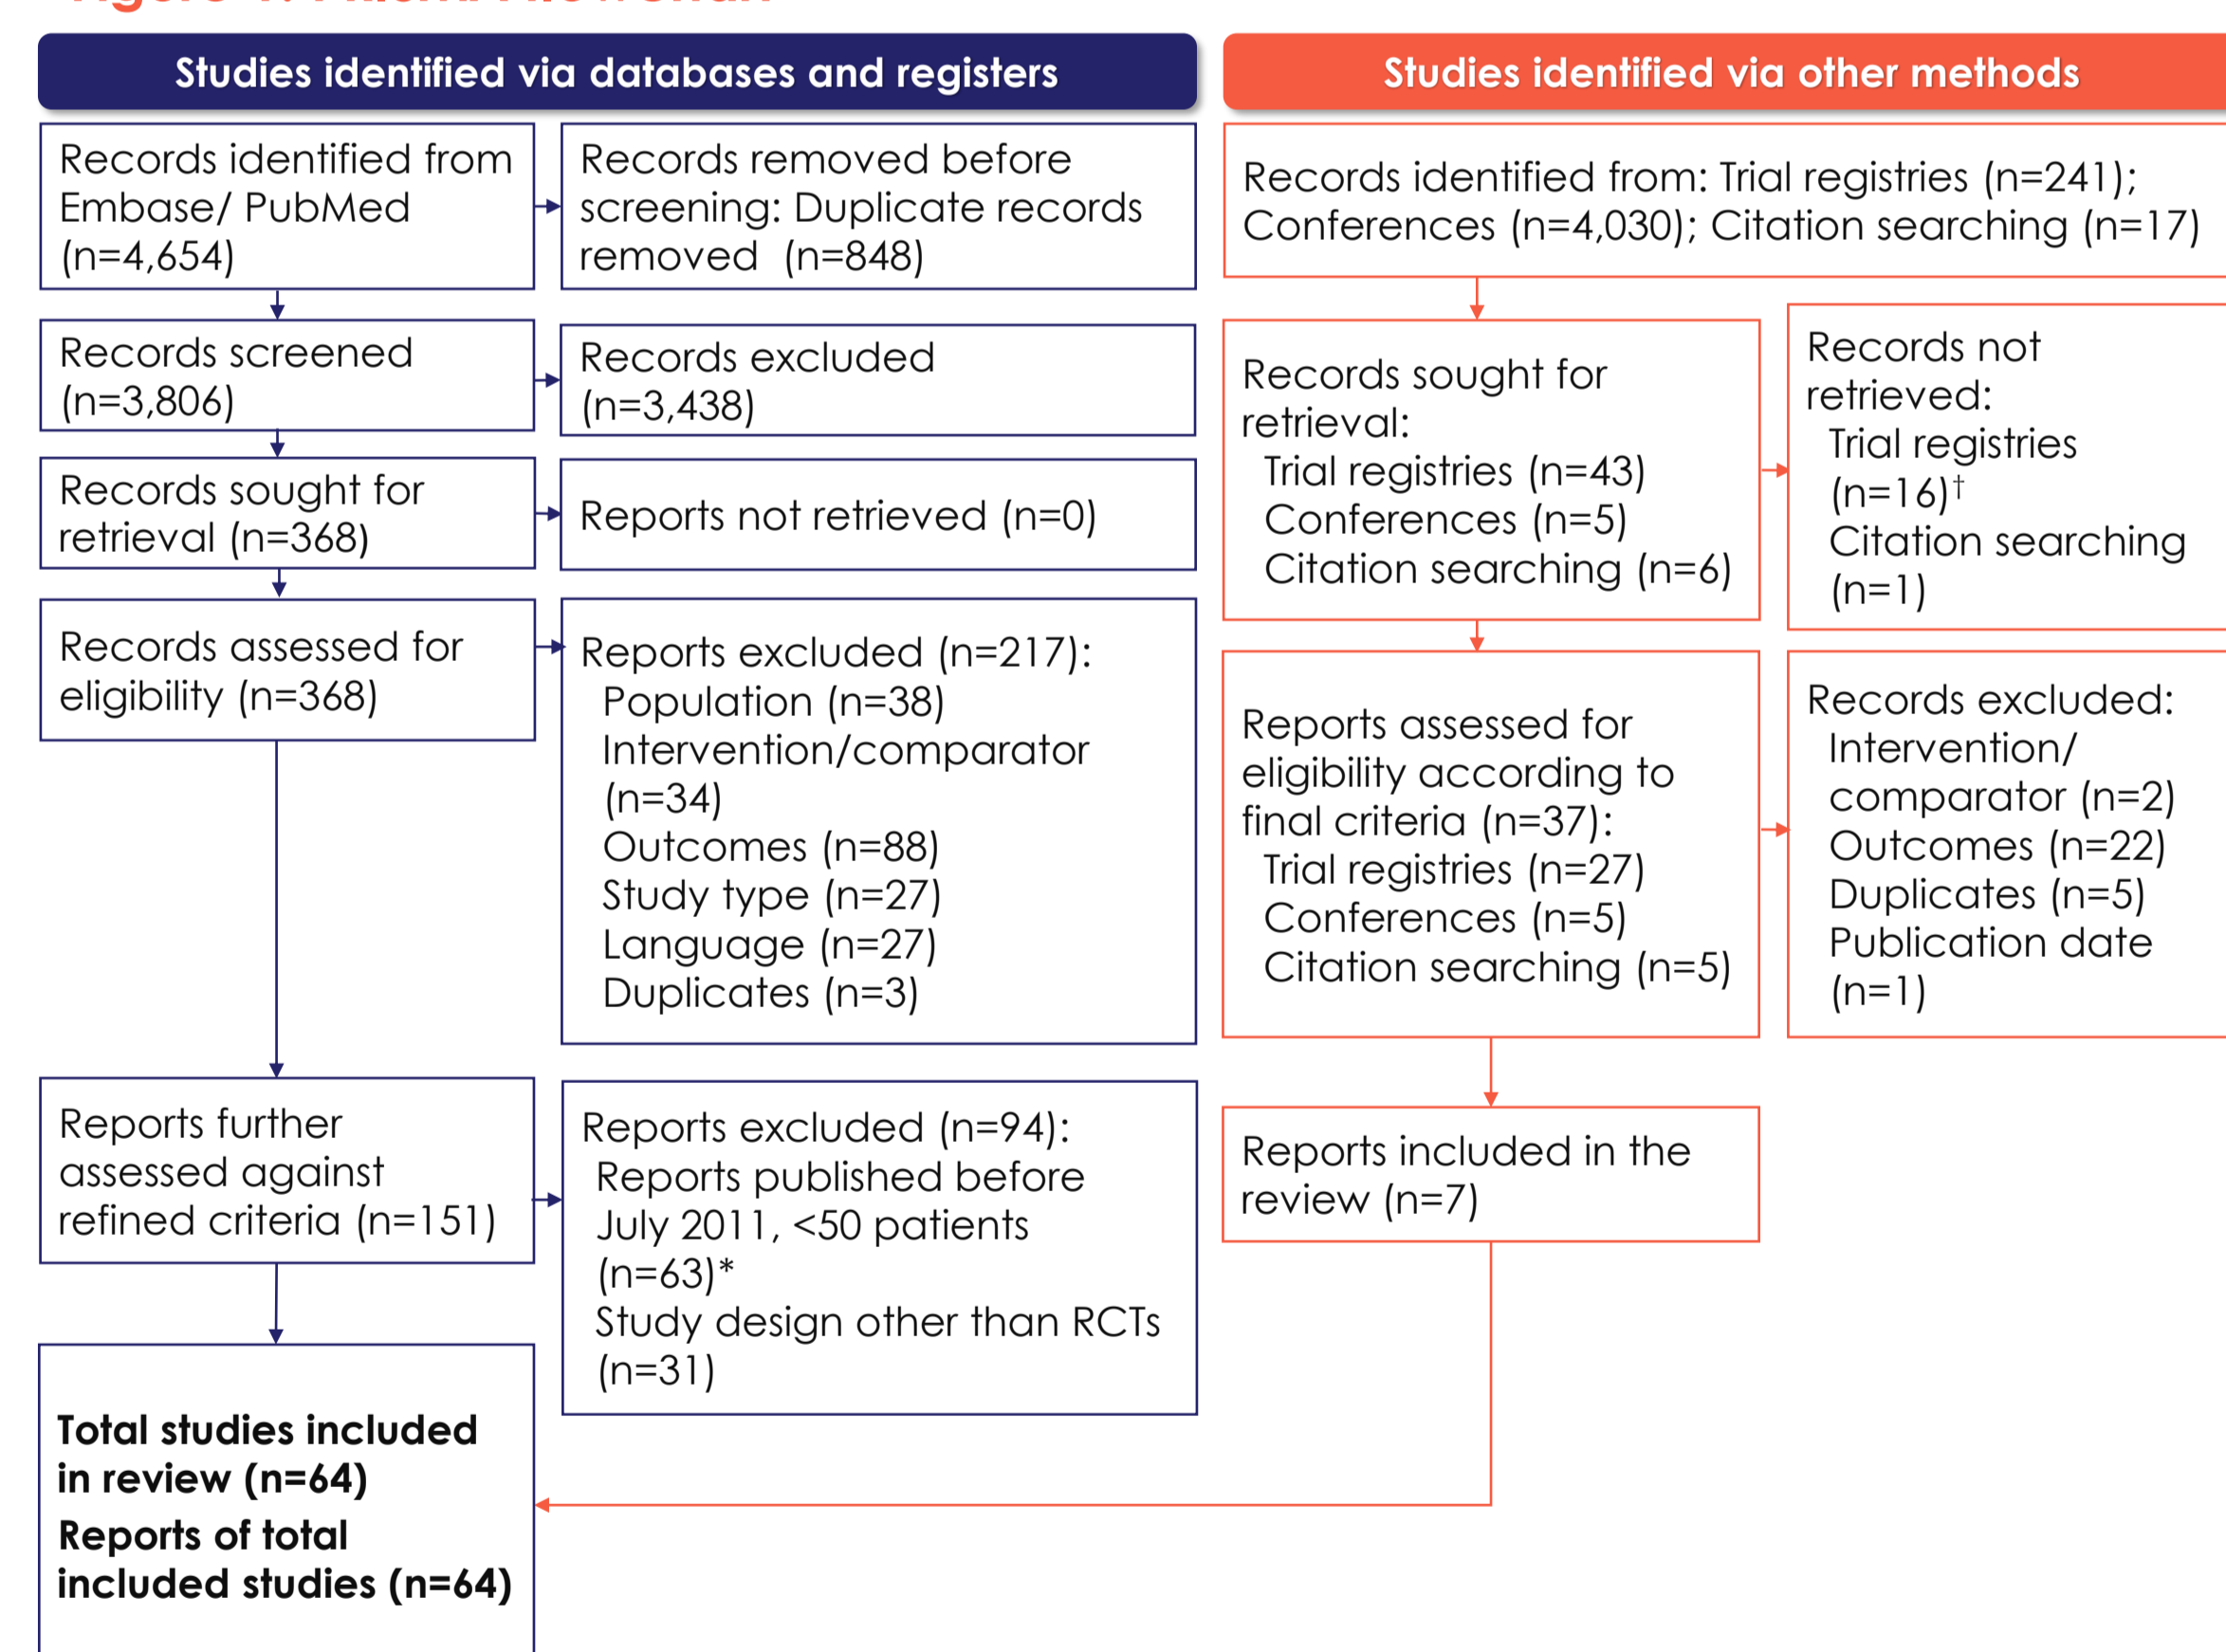 Studies identified via databases and registers
Records identified from
Embase/ PubMed
(n=4,654)
Records removed before
screening: Duplicate records
removed (n=848)
Records screened
(n=3,806)
Records excluded
(n=3,438)
Records sought for
retrieval (n=368)
Reports not retrieved (n=0)
Records assessed for
eligibility (n=368)
Reports excluded (n=217):
Population (n=38)
Intervention/comparator
(n=34)
Outcomes (n=88)
Study type (n=27)
Language (n=27)
Duplicates (n=3)
Reports further
assessed against
refined criteria (n=151)
Reports excluded (n=94):
Reports published before
July 2011, <50 patients
(n=63)*
Study design other than RCTs
(n=31)
Total studies included
in review (n=64)
Reports of total
included studies (n=64)
Studies identified via other methods
Records identified from: Trial registries (n=241);
Conferences (n=4,030); Citation searching (n=17)
Records sought for
retrieval:
Trial registries (n=43)
Conferences (n=5)
Citation searching (n=6)
Records not
retrieved:
Trial registries
(n=16)†
Citation searching
(n=1)
Reports assessed for
eligibility according to
final criteria (n=37):
Trial registries (n=27)
Conferences (n=5)
Citation searching (n=5)
Records excluded:
Intervention/
comparator (n=2)
Outcomes (n=22)
Duplicates (n=5)
Publication date
(n=1)
Reports included in the
review (n=7)